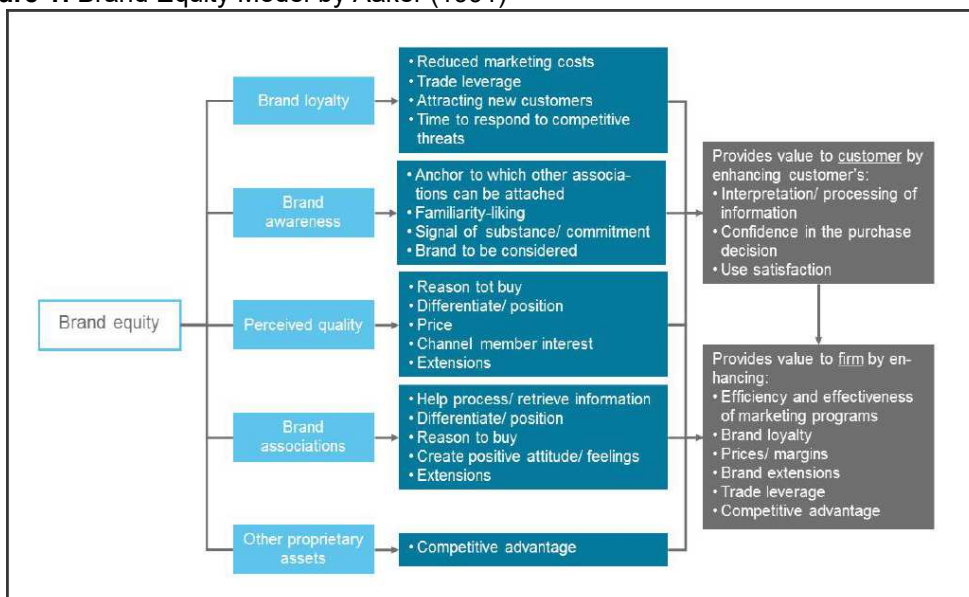 Brand Equity Model by Aaker
Brand equity
Brand loyalty
• Reduced marketing costs
• Trade leverage
• Attracting new customers
• Time to respond to competitive
threats
Brand
awareness
• Anchor to which other associa-
tions can be attached
• Familiarity-liking
• Signal of substance/ commitment
• Brand to be considered
Perceived quality
• Reason tot buy
• Differentiate/ position
• Price
• Channel member interest
• Extensions
Brand
associations
• Help process/ retrieve information
• Differentiate/ position
• Reason to buy
• Create positive attitude/ feelings
• Extensions
Other proprietary
assets
• Competitive advantage
Provides value to customer by
enhancing customer's:
• Interpretation/ processing of
information
• Confidence in the purchase
decision
• Use satisfaction
Provides value to firm by en-
hancing:
• Efficiency and effectiveness
of marketing programs
• Brand loyalty
• Prices/ margins
• Brand extensions
• Trade leverage
• Competitive advantage